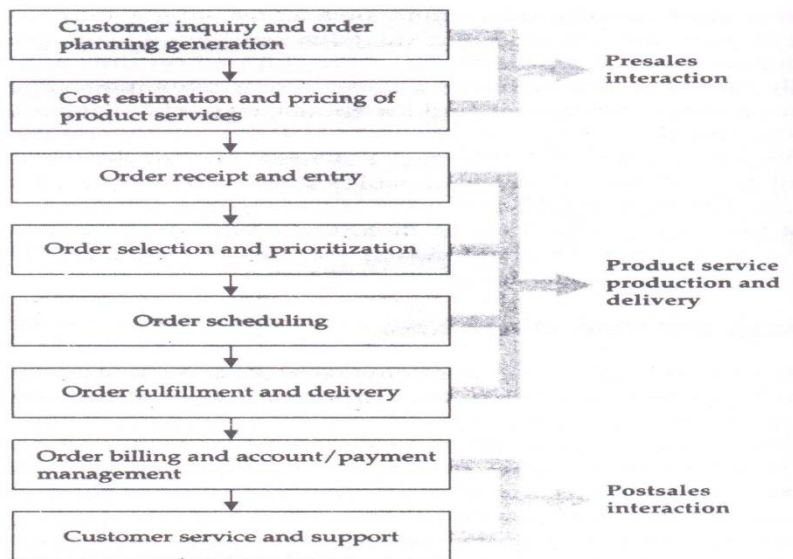 Customer inquiry and order
planning generation
Presales
interaction
Cost estimation and pricing of
product services
Order receipt and entry
Order selection and prioritization
Product service
production and
delivery
Order scheduling
Order fulfillment and delivery
Order billing and account/payment
management
Postsales
interaction
Customer service and support